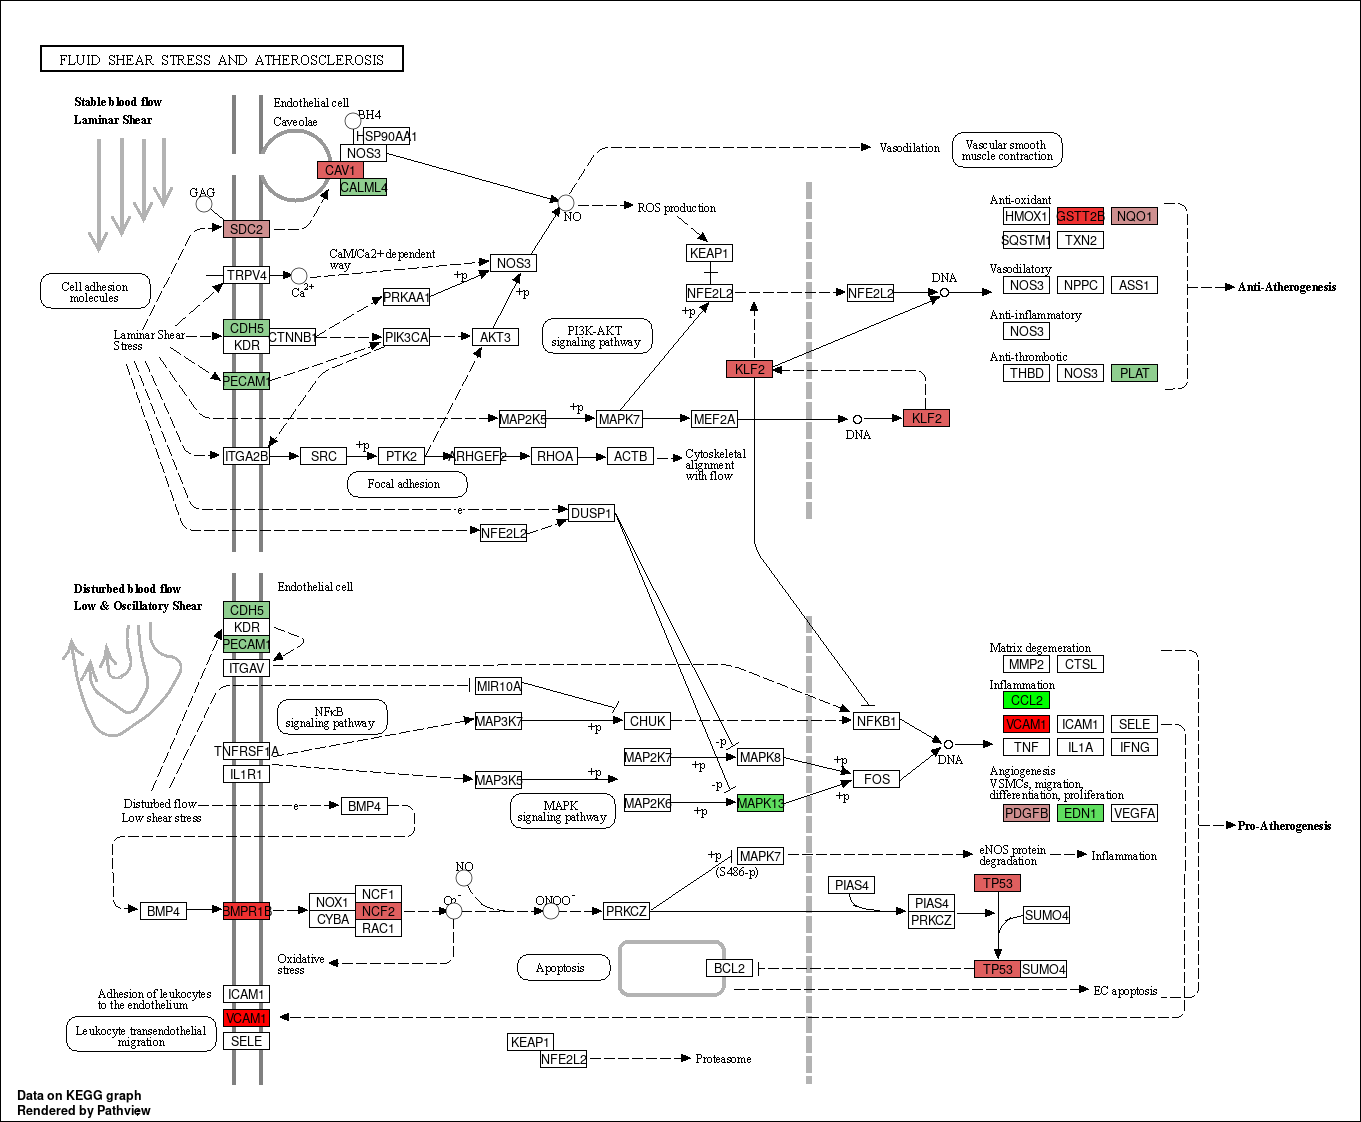 FLUID SHEAR STRESS AND ATHEROSCLEROSIS
Stable blood flow
Laminar Shear
Endothelial cell
Caveolae
BH4
HSP90AA1
NOS3
CAV1
CALML4
GAG
SDC2
TRPV4
Ca2+
CaM/Ca2+ dependent
way
NOS3
NO
Vasodilation
Vascular smooth
muscle contraction
ROS production
KEAP1
NFE2L2
+p
NFE2L2
DNA
Cell adhesion
molecules
Laminar Shear
Stress
CDH5
KDR
CTNNB1
PECAM1
PRKAA1
+p
+p
PIK3CA
AKT3
PI3K-AKT
signaling pathway
KLF2
MAP2K5
+p
MAPK7
MEF2A
DNA
KLF2
ITGA2B
SRC
+p
PTK2
ARHGEF2
RHOA
ACTB
Cytoskeletal
alignment
with flow
Focal adhesion
e
DUSP1
NFE2L2
Anti-oxidant
HMOX1
GSTT2B
NQO1
SQSTM1
TXN2
Vasodilatory
NOS3
NPPC
ASS1
Anti-inflammatory
NOS3
Anti-thrombotic
THBD
NOS3
PLAT
Anti-Atherogenesis
Disturbed blood flow
Low & Oscillatory Shear
Endothelial cell
CDH5
KDR
PECAM1
ITGAV
MIR10A
NFκB
signaling pathway
MAP3K7
+p
CHUK
NFKB1
TNFRSF1A
IL1R1
MAP3K5
+p
MAP2K7
+p
-p
MAPK8
+p
FOS
DNA
MAPK
signaling pathway
MAP2K6
+p
-p
MAPK13
+p
Matrix degeneration
MMP2
CTSL
Inflammation
CCL2
VCAM1
ICAM1
SELE
TNF
IL1A
IFNG
Angiogenesis
VSMCs, migration,
differentiation, proliferation
PDGFB
EDN1
VEGFA
Pro-Atherogenesis
Disturbed flow
Low shear stress
e
BMP4
BMP4
BMPR1B
NOX1
CYBA
NCF1
NCF2
RAC1
NO
O2-
ONOO-
PRKCZ
+p
(S486-p)
MAPK7
eNOS protein
degradation
Inflammation
PIAS4
PIAS4
PRKCZ
TP53
SUMO4
TP53
SUMO4
Oxidative
stress
Apoptosis
BCL2
EC apoptosis
Adhesion of leukocytes
to the endothelium
ICAM1
VCAM1
SELE
Leukocyte transendothelial
migration
KEAP1
NFE2L2
Proteasome
Data on KEGG graph
Rendered by Pathview